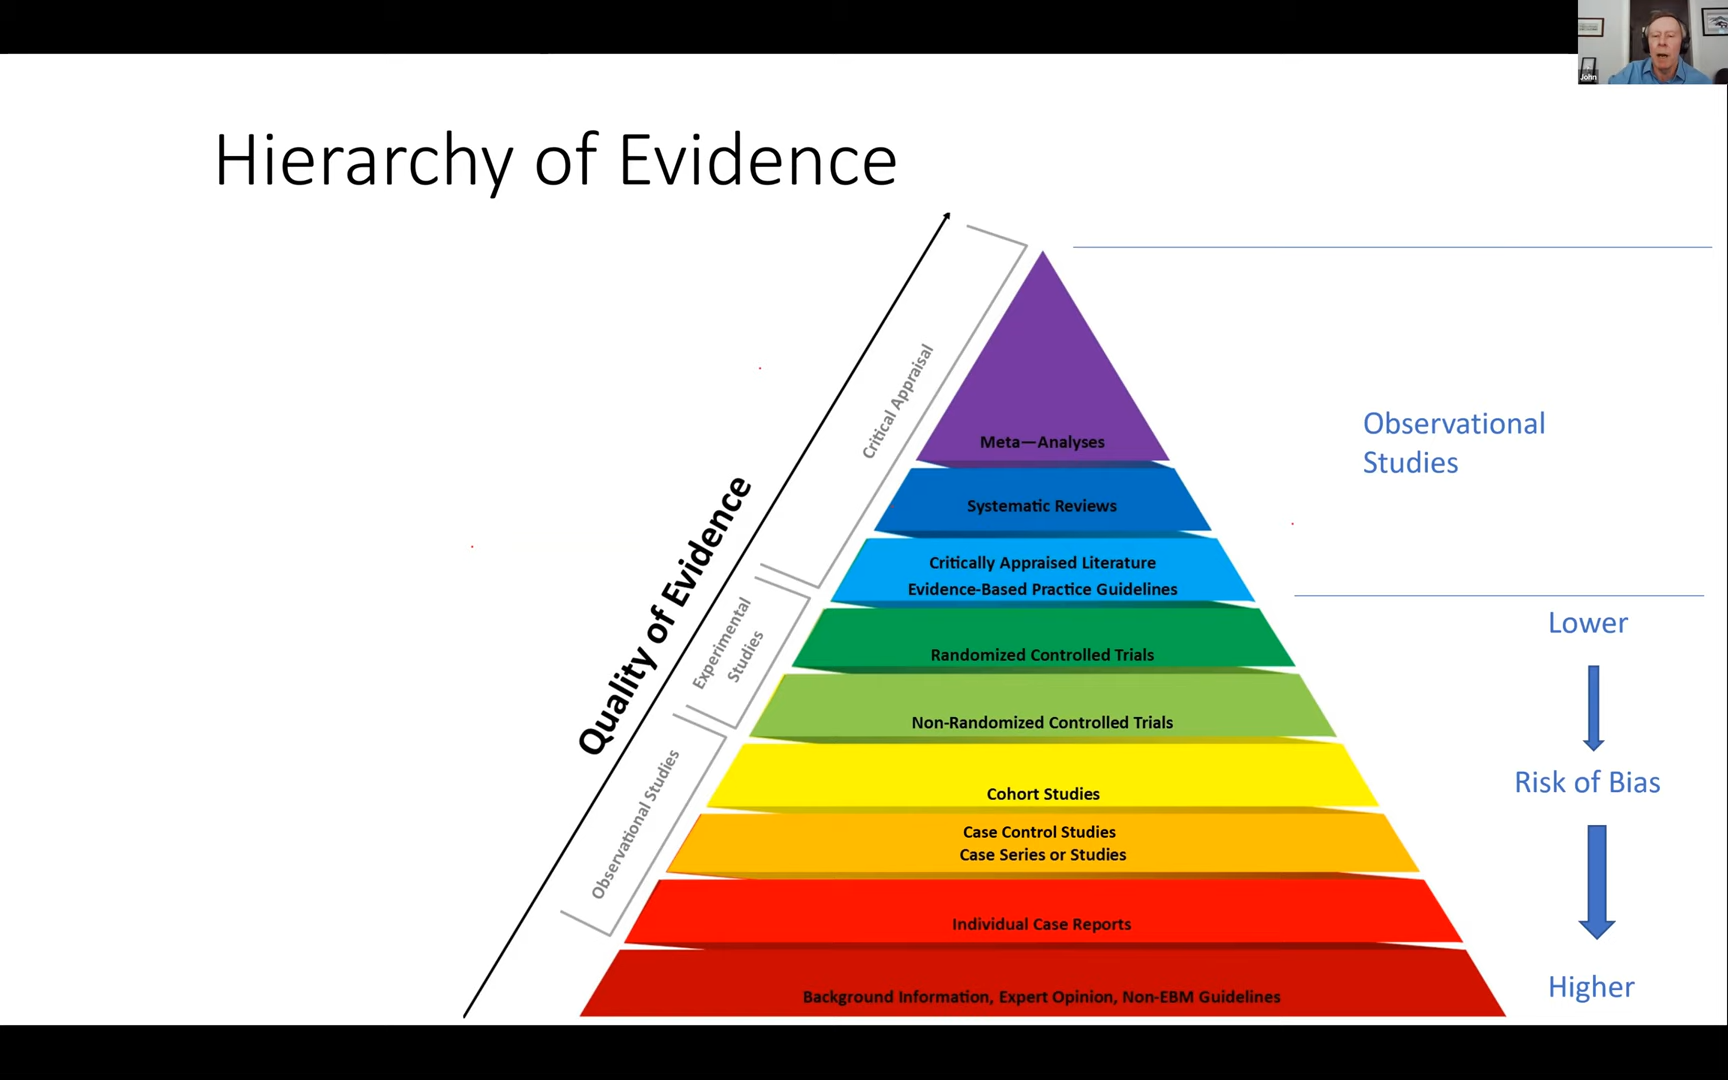 John
Hierarchy of Evidence
Quality of Evidence
Critical Appraisal
Experimental
Studies
Observational Studies
Meta—Analyses
Systematic Reviews
Critically Appraised Literature
Evidence-Based Practice Guidelines
Randomized Controlled Trials
Non-Randomized Controlled Trials
Cohort Studies
Case Control Studies
Case Series or Studies
Individual Case Reports
Background Information, Expert Opinion, Non-EBM Guidelines
Observational
Studies
Lower
Risk of Bias
Higher